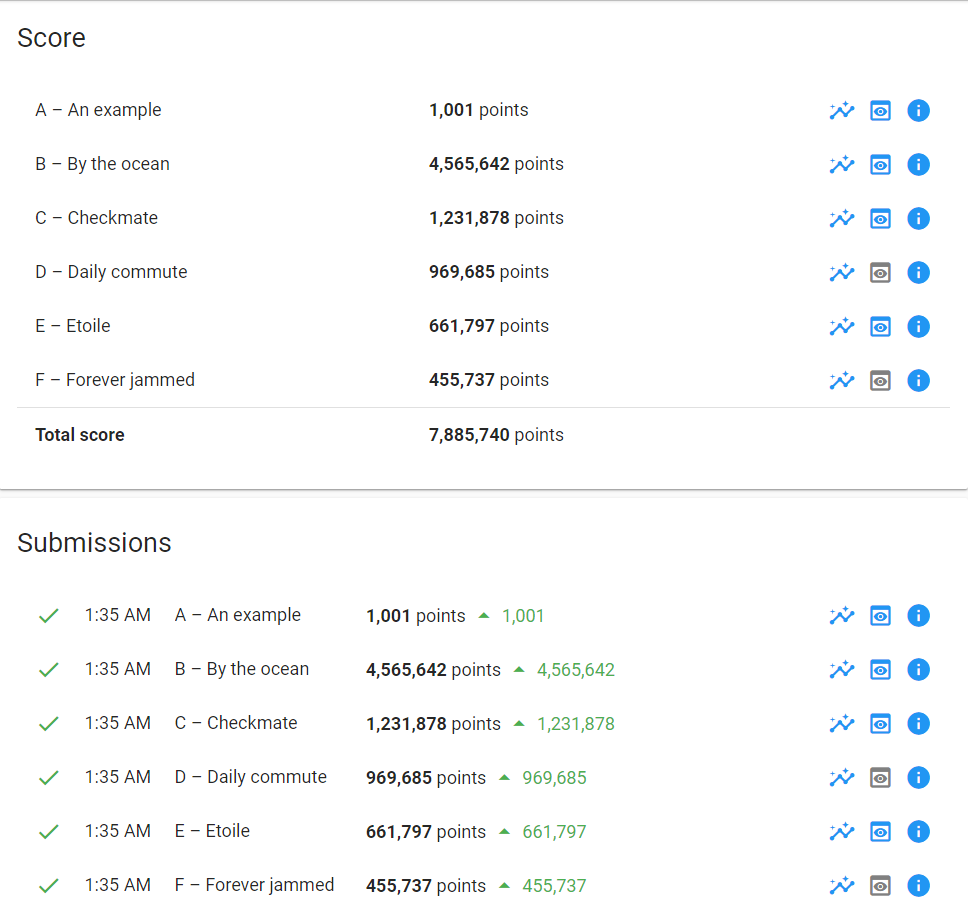 Score
A – An example 1,001 points
B – By the ocean 4,565,642 points
C – Checkmate 1,231,878 points
D – Daily commute 969,685 points
E – Etoile 661,797 points
F – Forever jammed 455,737 points
Total score 7,885,740 points
Submissions
1:35 AM A – An example 1,001 points 1,001
1:35 AM B – By the ocean 4,565,642 points 4,565,642
1:35 AM C – Checkmate 1,231,878 points 1,231,878
1:35 AM D – Daily commute 969,685 points 969,685
1:35 AM E – Etoile 661,797 points 661,797
1:35 AM F – Forever jammed 455,737 points 455,737